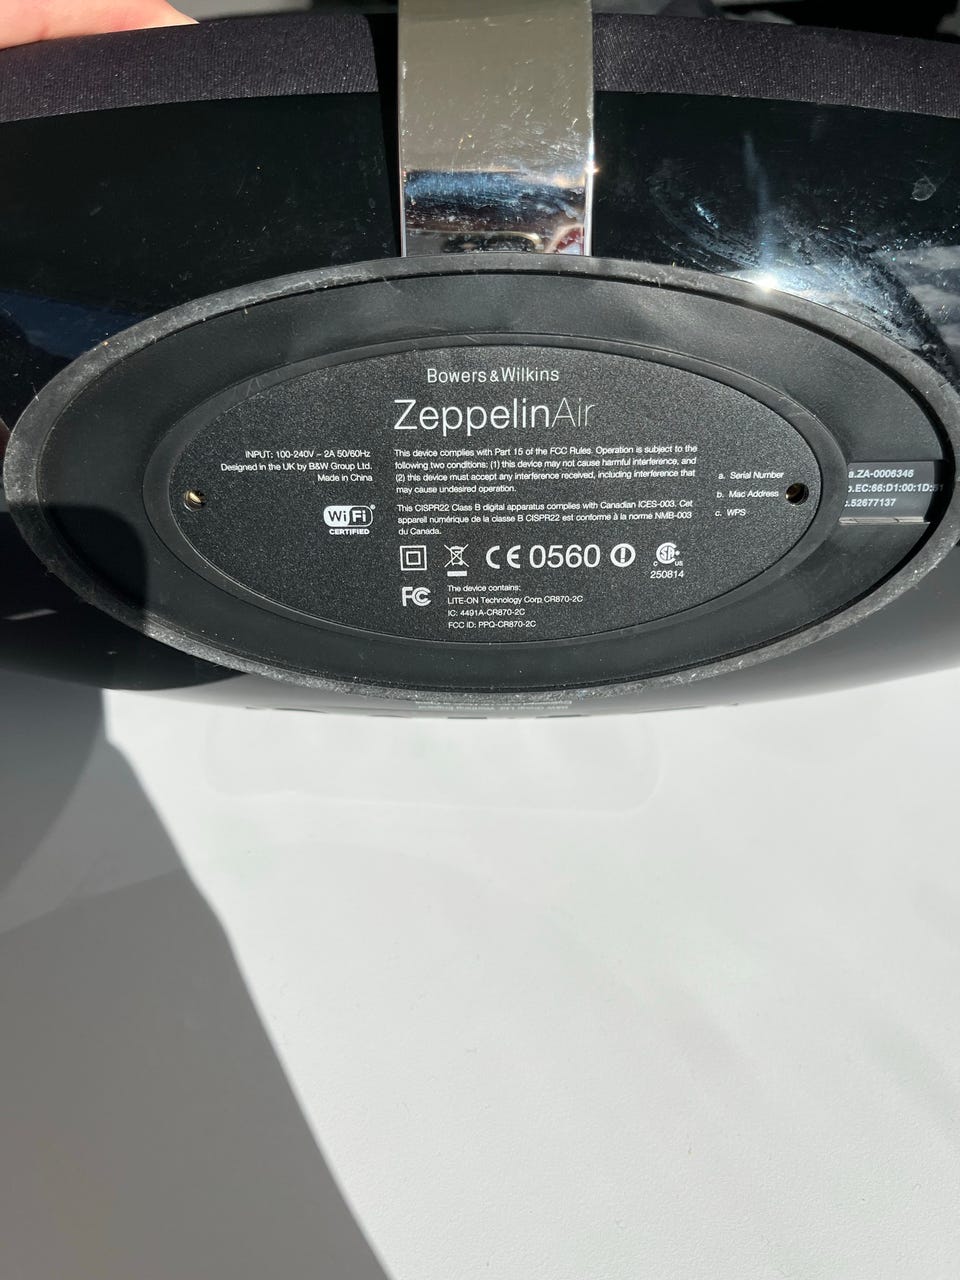 Bowers & Wilkins
ZeppelinAir
INPUT: 100-240V ~ 2A 50/60Hz
Designed in the UK by B&W Group Ltd.
Made in China
Wi Fi®
CERTIFIED
This device complies with Part 15 of the FCC Rules. Operation is subject to the
following two conditions: (1) this device may not cause harmful interference, and
(2) this device must accept any interference received, including interference that
may cause undesired operation.
This CISPR22 Class B digital apparatus complies with Canadian ICES-003. Cet
appareil numérique de la classe B CISPR22 est conforme à la norme NMB-003
du Canada.
CE 0560
C SA US
250814
FC
The device contains:
LITE-ON Technology Corp. CR870-2C
IC: 4491A-CR870-2C
FCC ID: PPQ-CR870-2C
a. Serial Number
b. Mac Address
c. WPS
a.ZA-0006346
b.EC:66:D1:00:1D:
c.52677137